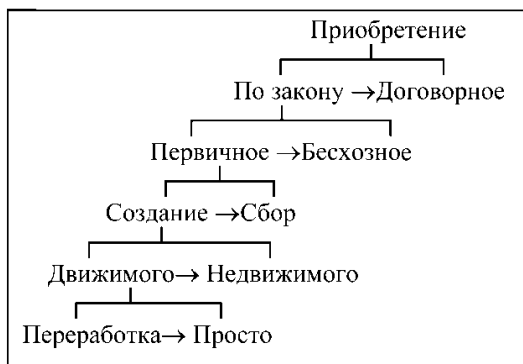 Приобретение
По закону →Договорное
Первичное →Бесхозное
Создание →Сбор
Движимого→ Недвижимого
Переработка→ Просто